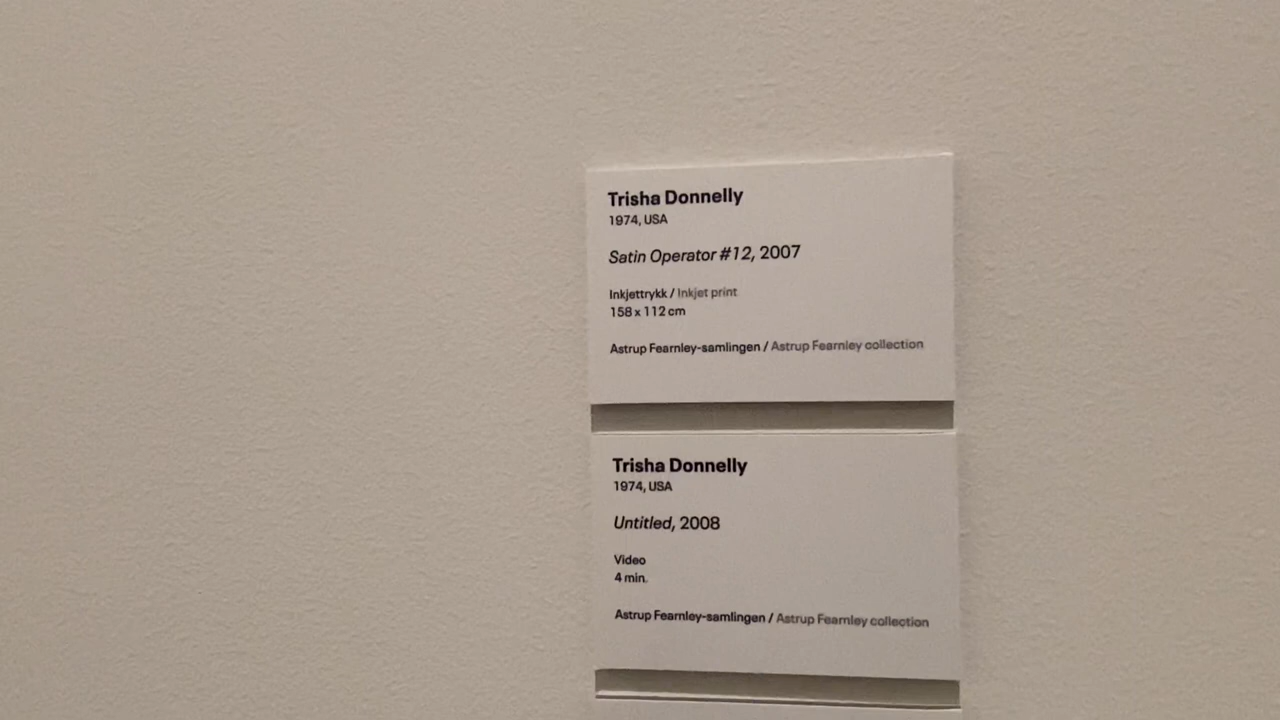 Trisha Donnelly
1974, USA
Satin Operator #12, 2007
Inkjettrykk / Inkjet print
158 x 112 cm
Astrup Fearnley-samlingen / Astrup Fearnley collection
Trisha Donnelly
1974, USA
Untitled, 2008
Video
4 min.
Astrup Fearnley-samlingen / Astrup Fearnley collection